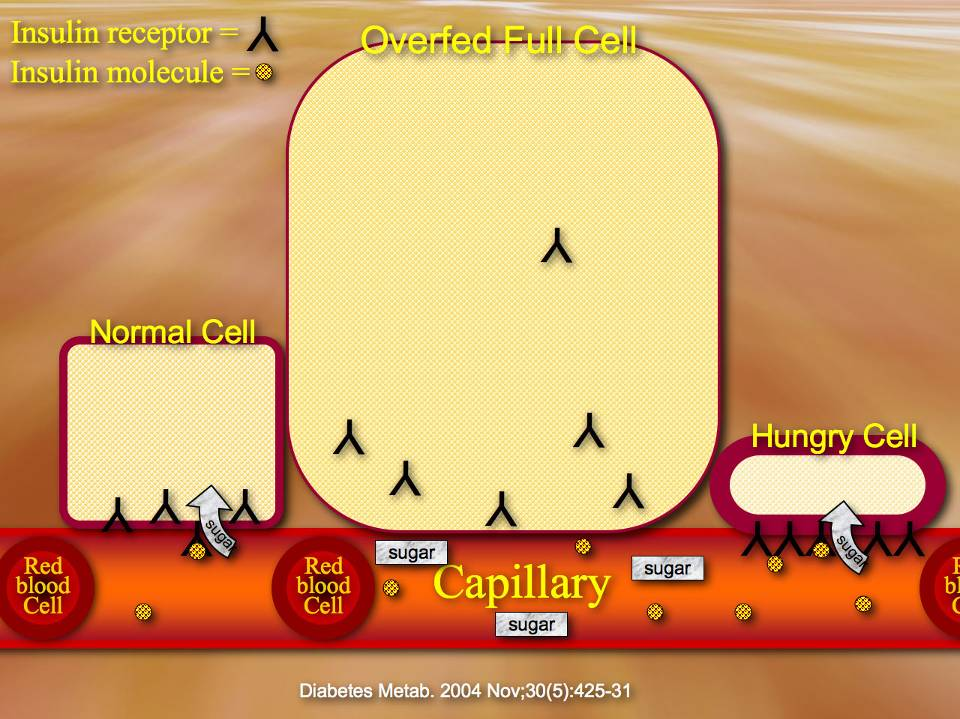 Insulin receptor =
Insulin molecule =
Overfed Full Cell
Normal Cell
Hungry Cell
sugar
sugar
Red
blood
Cell
Red
blood
Cell
sugar
Capillary
sugar
sugar
Diabetes Metab. 2004 Nov;30(5):425-31